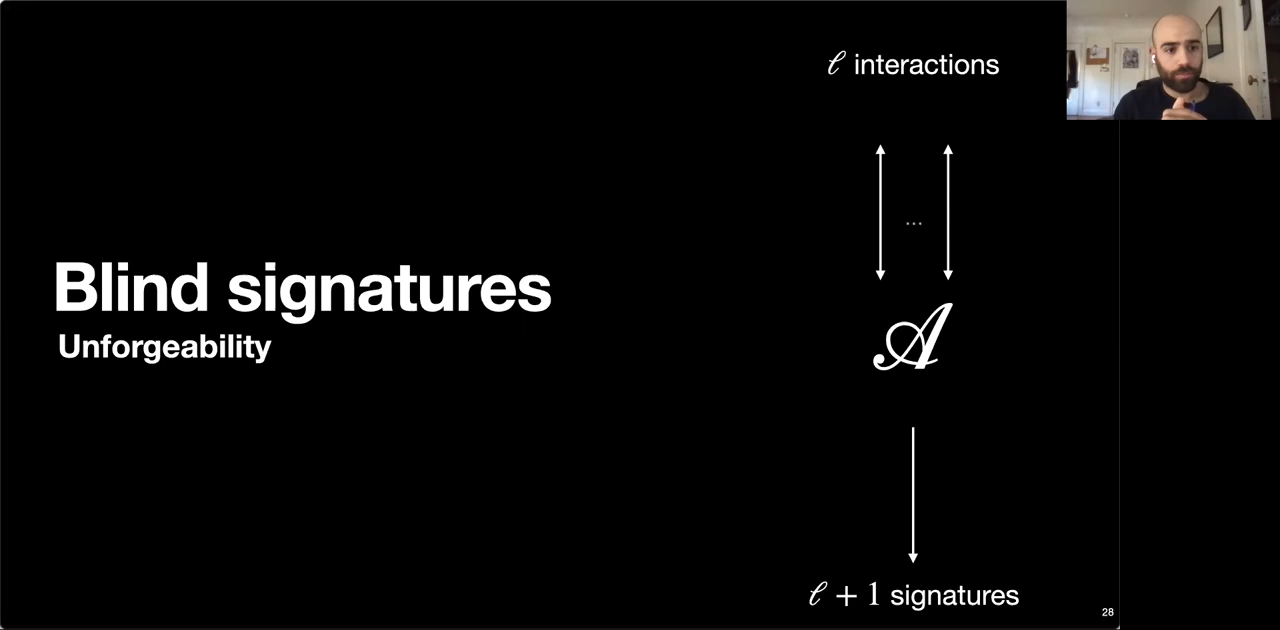 ℓ interactions
...
Blind signatures
Unforgeability
𝒜
ℓ + 1 signatures
28